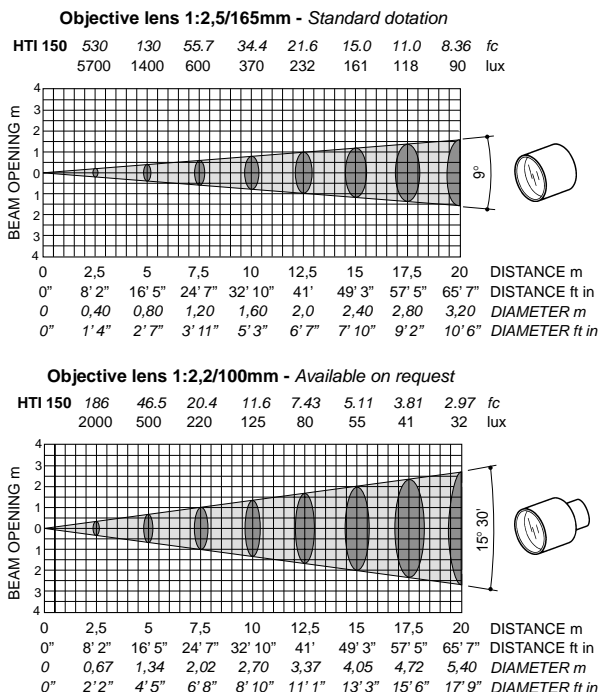 Objective lens 1:2,5/165mm - Standard dotation
HTI 150 530 130 55.7 34.4 21.6 15.0 11.0 8.36 fc
5700 1400 600 370 232 161 118 90 lux
BEAM OPENING m
4
3
2
1
0
1
2
3
4
9°
0 2,5 5 7,5 10 12,5 15 17,5 20 DISTANCE m
0” 8’ 2” 16’ 5” 24’ 7” 32’ 10” 41’ 49’ 3” 57’ 5” 65’ 7” DISTANCE ft in
0 0,40 0,80 1,20 1,60 2,0 2,40 2,80 3,20 DIAMETER m
0” 1’ 4” 2’ 7” 3’ 11” 5’ 3” 6’ 7” 7’ 10” 9’ 2” 10’ 6” DIAMETER ft in
Objective lens 1:2,2/100mm - Available on request
HTI 150 186 46.5 20.4 11.6 7.43 5.11 3.81 2.97 fc
2000 500 220 125 80 55 41 32 lux
BEAM OPENING m
4
3
2
1
0
1
2
3
4
15° 30’
0 2,5 5 7,5 10 12,5 15 17,5 20 DISTANCE m
0” 8’ 2” 16’ 5” 24’ 7” 32’ 10” 41’ 49’ 3” 57’ 5” 65’ 7” DISTANCE ft in
0 0,67 1,34 2,02 2,70 3,37 4,05 4,72 5,40 DIAMETER m
0” 2’ 2” 4’ 5” 6’ 8” 8’ 10” 11’ 1” 13’ 3” 15’ 6” 17’ 9” DIAMETER ft in